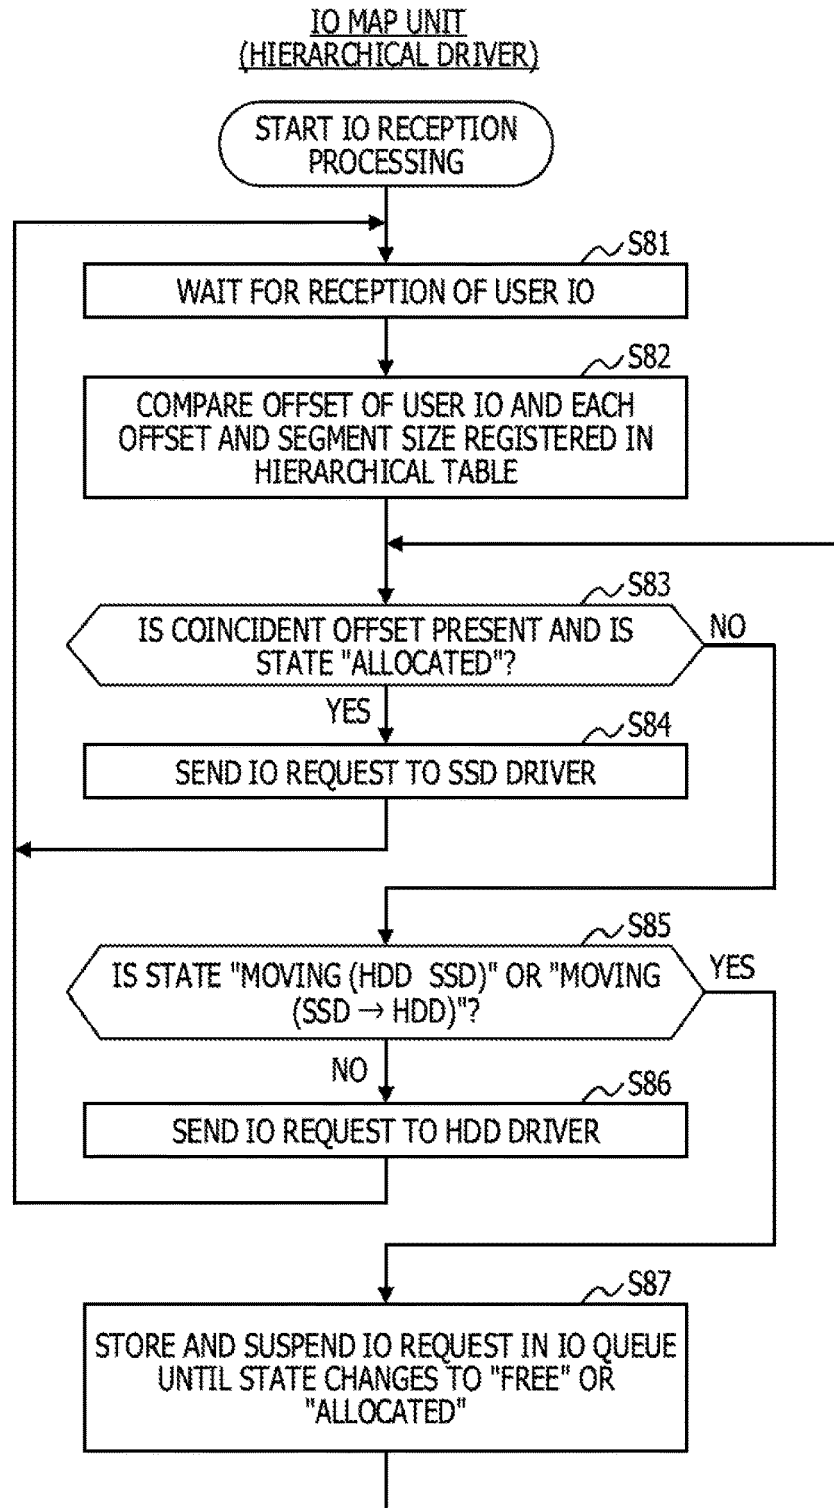 IO MAP UNIT
(HIERARCHICAL DRIVER)
START IO RECEPTION
PROCESSING
S81
WAIT FOR RECEPTION OF USER IO
S82
COMPARE OFFSET OF USER IO AND EACH
OFFSET AND SEGMENT SIZE REGISTERED IN
HIERARCHICAL TABLE
S83
IS COINCIDENT OFFSET PRESENT AND IS
STATE "ALLOCATED"?
NO
YES
S84
SEND IO REQUEST TO SSD DRIVER
S85
IS STATE "MOVING (HDD SSD)" OR "MOVING
(SSD → HDD)"?
YES
NO
S86
SEND IO REQUEST TO HDD DRIVER
S87
STORE AND SUSPEND IO REQUEST IN IO QUEUE
UNTIL STATE CHANGES TO "FREE" OR
"ALLOCATED"